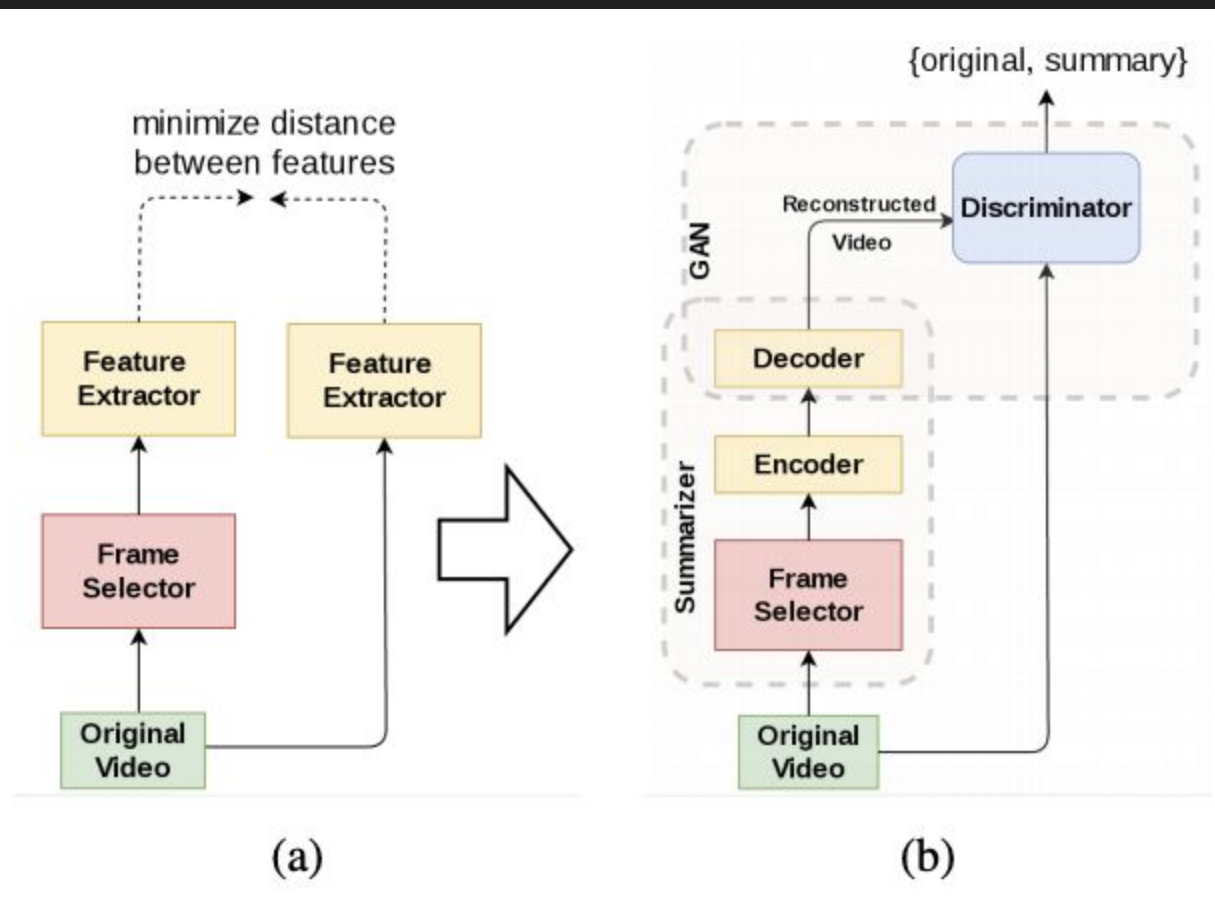 minimize distance
between features
Feature
Extractor
Feature
Extractor
Frame
Selector
Original
Video
(a)
{original, summary}
Discriminator
Reconstructed
Video
GAN
Decoder
Encoder
Summarizer
Frame
Selector
Original
Video
(b)